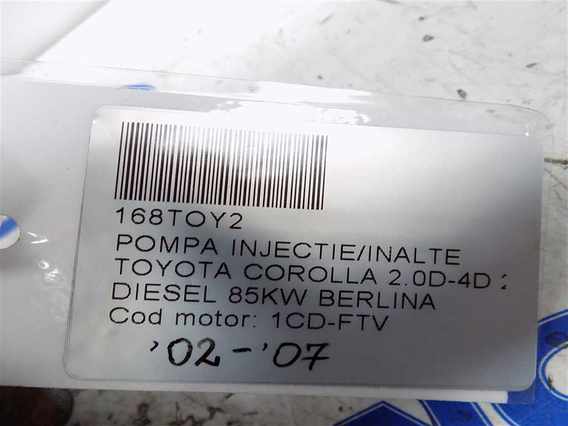 168TOY2
POMPA INJECTIE/INALTE
TOYOTA COROLLA 2.0D-4D
DIESEL 85KW BERLINA
Cod motor: 1CD-FTV
'02-'07